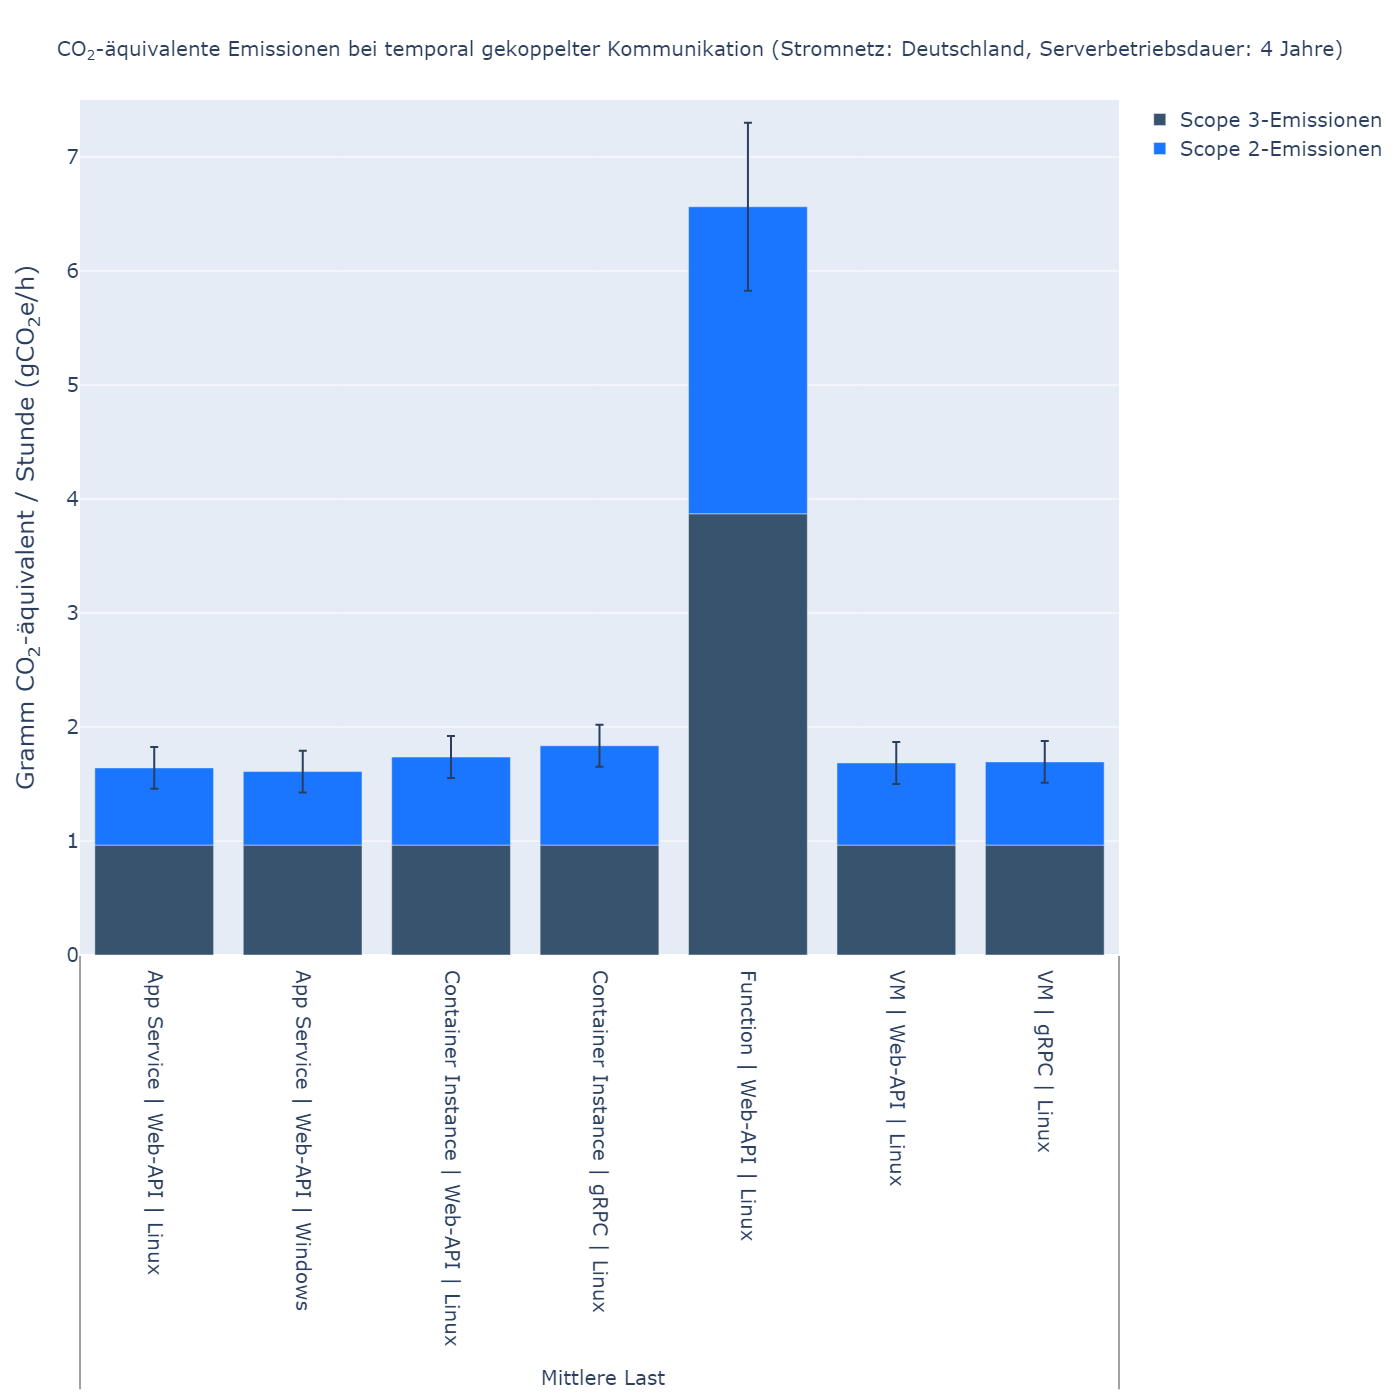 CO₂-äquivalente Emissionen bei temporal gekoppelter Kommunikation (Stromnetz: Deutschland, Serverbetriebsdauer: 4 Jahre)
Scope 3-Emissionen
Scope 2-Emissionen
Gramm CO₂-äquivalent / Stunde (gCO₂e/h)
7
6
5
4
3
2
1
0
App Service | Web-API | Linux
App Service | Web-API | Windows
Container Instance | Web-API | Linux
Container Instance | gRPC | Linux
Function | Web-API | Linux
VM | Web-API | Linux
VM | gRPC | Linux
Mittlere Last